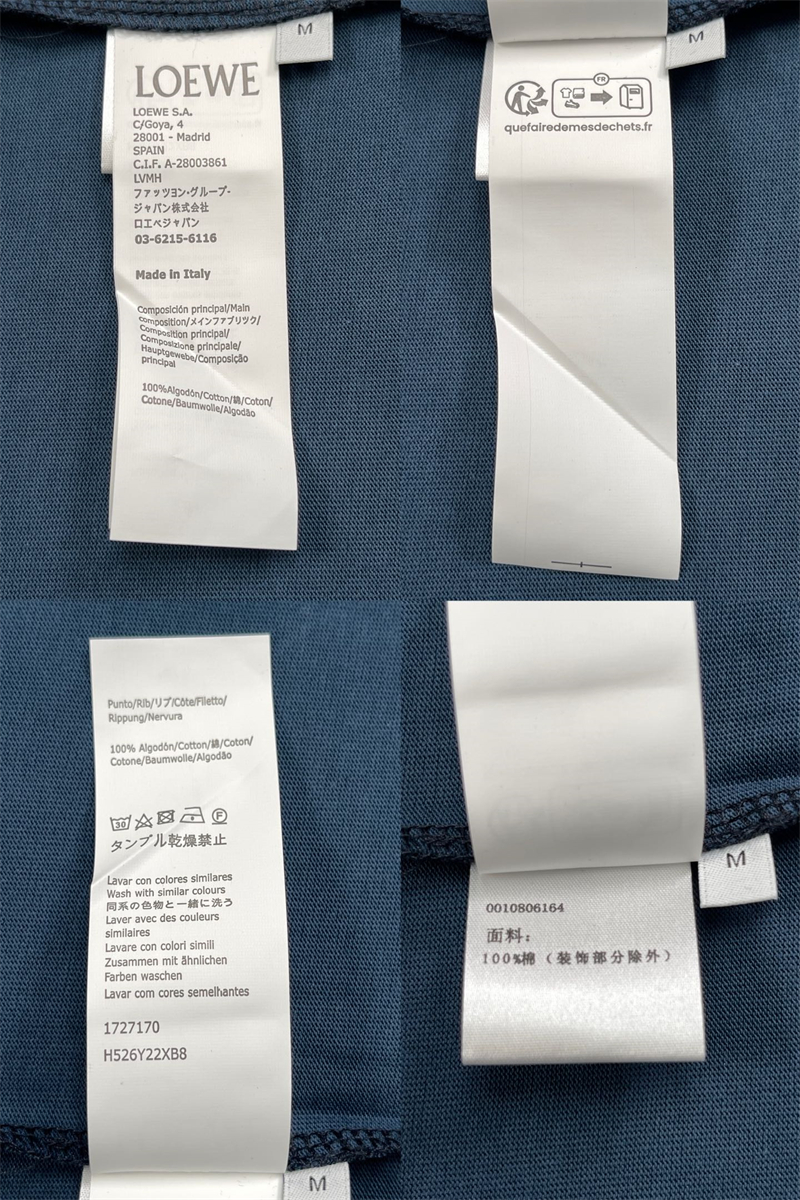 M
LOEWE
LOEWE S.A.
C/Goya, 4
28001 - Madrid
SPAIN
C.I.F. A-28003861
LVMH
ファッツヨン·グループ-
ジャパン株式会社
ロエベジャパン
03-6215-6116
Made in Italy
Composición principal/Main
composition/メインファブリツク/
Composition principal/
Composizione principale/
Hauptgewebe/Composição
principal
100%Algodón/Cotton/綿/Coton/
Cotone/Baumwolle/Algodão
M
FR
quefairedemesdechets.fr
Punto/Rib/リブ/Côte/Filetto/
Rippung/Nervura
100% Algodón/Cotton/綿/Coton/
Cotone/Baumwolle/Algodão
30
F
タンブル乾燥禁止
Lavar con colores similares
Wash with similar colours
同系の色物と一緒に洗う
Laver avec des couleurs
similaires
Lavare con colori simili
Zusammen mit ähnlichen
Farben waschen
Lavar com cores semelhantes
1727170
H526Y22XB8
M
M
0010806164
面料：
100%棉（装饰部分除外）